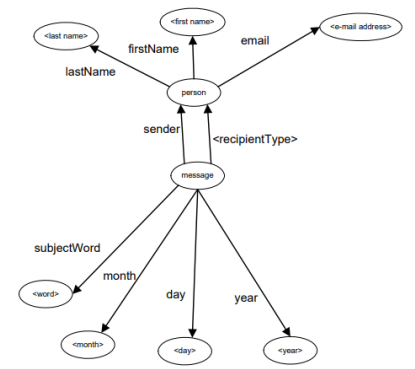 <first name>
<last name>
<e-mail address>
firstName
email
lastName
person
sender
<recipientType>
message
subjectWord
month
day
year
<word>
<month>
<day>
<year>